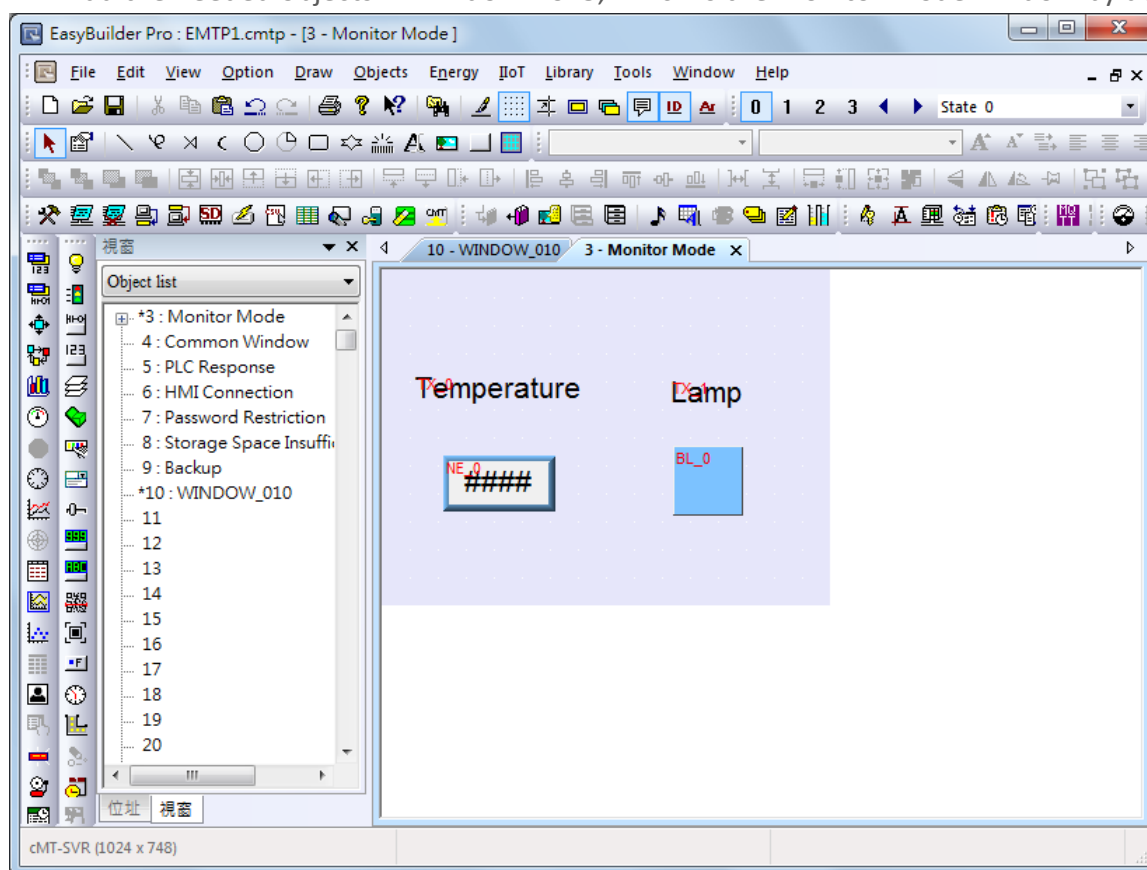 EasyBuilder Pro : EMTP1.cmtp - [3 - Monitor Mode ]
File Edit View Option Draw Objects Energy IIoT Library Tools Window Help
0 1 2 3 State 0
視窗
10 - WINDOW_010 3 - Monitor Mode
Object list
*3 : Monitor Mode
4 : Common Window
5 : PLC Response
6 : HMI Connection
7 : Password Restriction
8 : Storage Space Insuffi
9 : Backup
*10 : WINDOW_010
11
12
13
14
15
16
17
18
19
20
TX_0
Temperature
TX_1
Lamp
NE_0
####
BL_0
位址 視窗
cMT-SVR (1024 x 748)